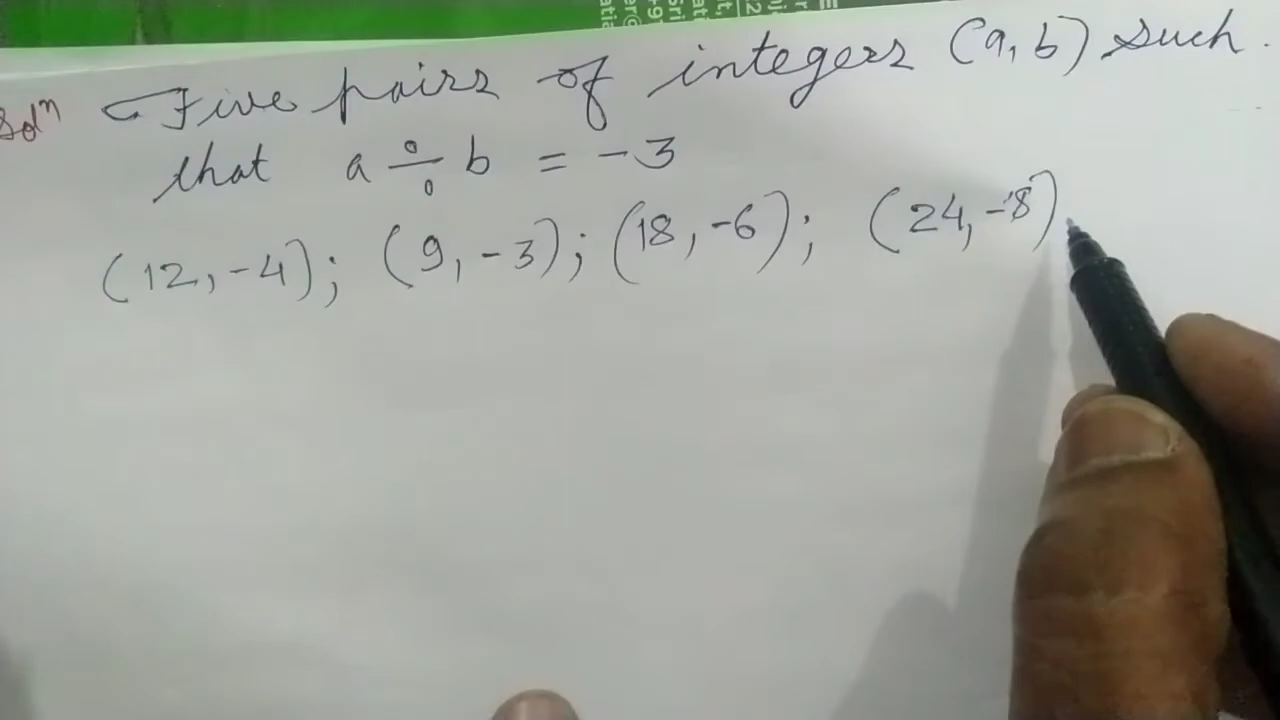 Solⁿ Five pairs of integers (a, b) such
that a ÷ b = -3
(12, -4); (9, -3); (18, -6); (24, -8)